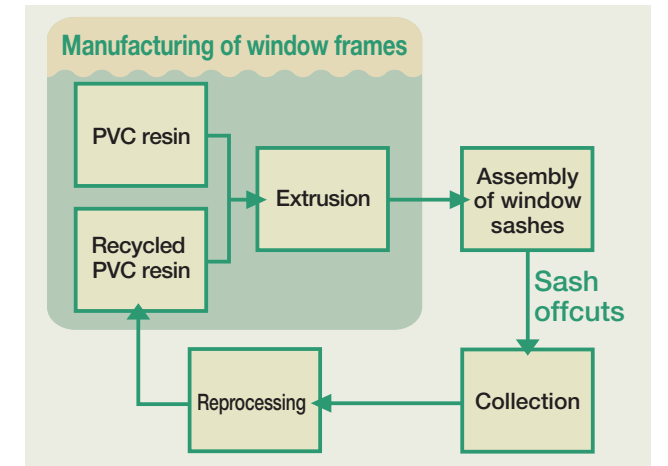 Manufacturing of window frames
PVC resin
Recycled
PVC resin
Extrusion
Assembly
of window
sashes
Sash
offcuts
Collection
Reprocessing